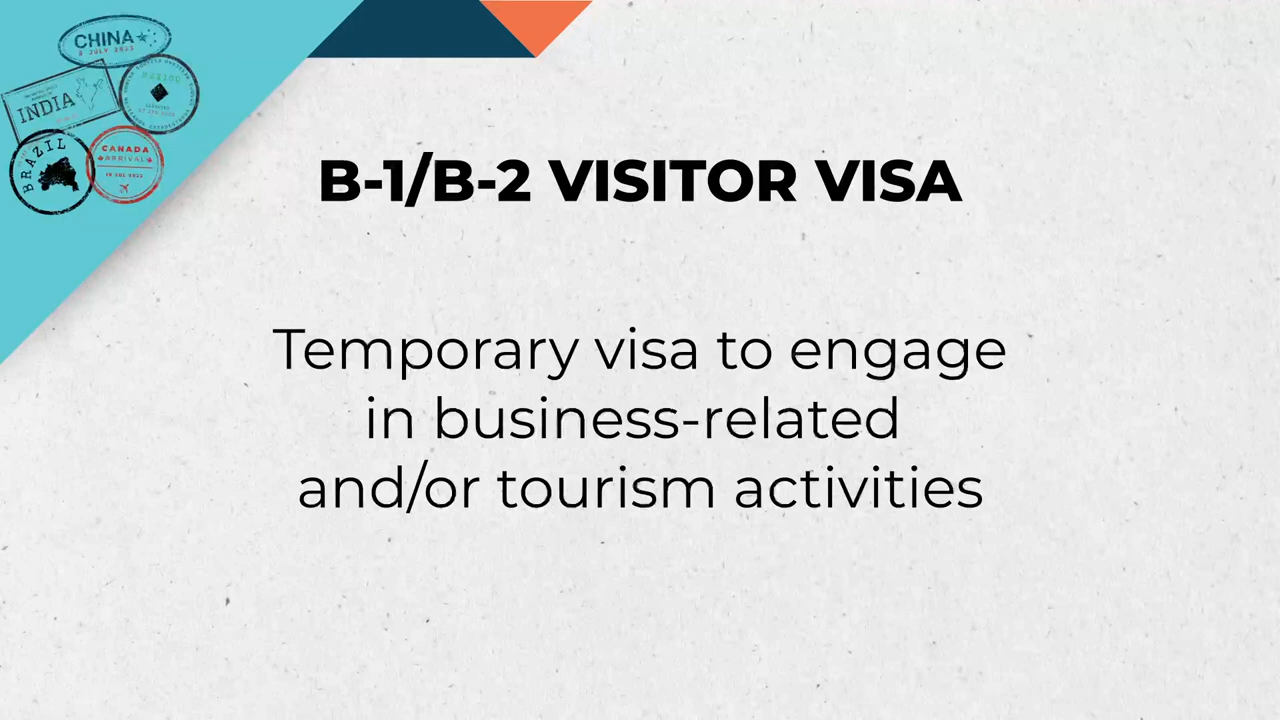 CHINA
INDIA
BRAZIL
CANADA
ARRIVAL
B-1/B-2 VISITOR VISA
Temporary visa to engage
in business-related
and/or tourism activities